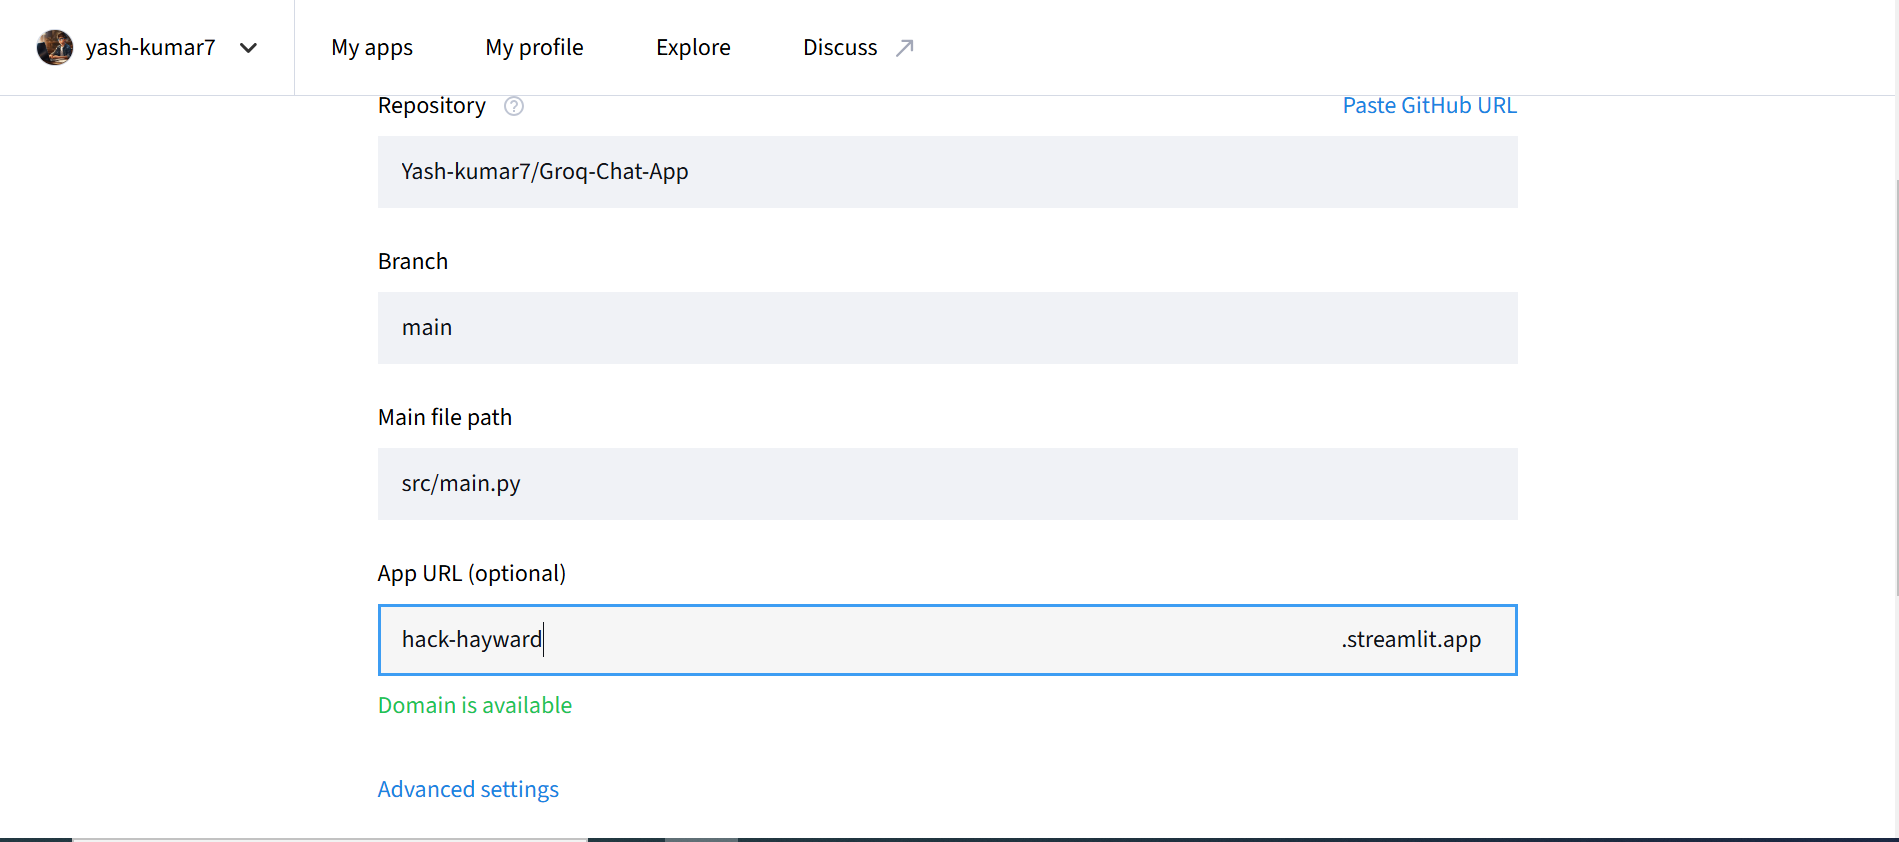 yash-kumar7 My apps My profile Explore Discuss
Repository Paste GitHub URL
Yash-kumar7/Groq-Chat-App
Branch
main
Main file path
src/main.py
App URL (optional)
hack-hayward .streamlit.app
Domain is available
Advanced settings